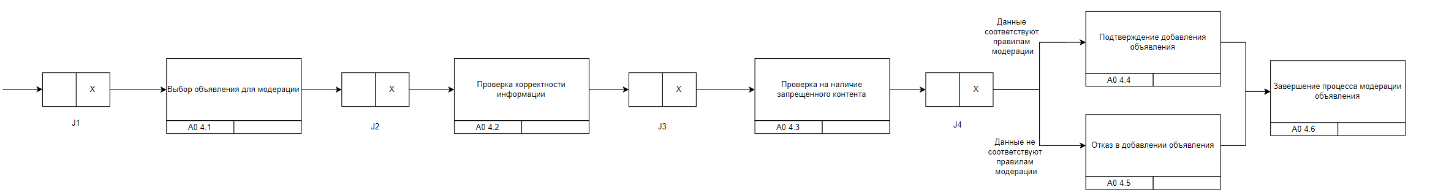 X
J1
Выбор объявления для модерации
A0 4.1
X
J2
Проверка корректности
информации
A0 4.2
X
J3
Проверка на наличие
запрещенного контента
A0 4.3
X
J4
Данные
соответствуют
правилам
модерации
Данные не
соответствуют
правилам
модерации
Подтверждение добавления
объявления
A0 4.4
Отказ в добавлении объявления
A0 4.5
Завершение процесса модерации
объявления
A0 4.6